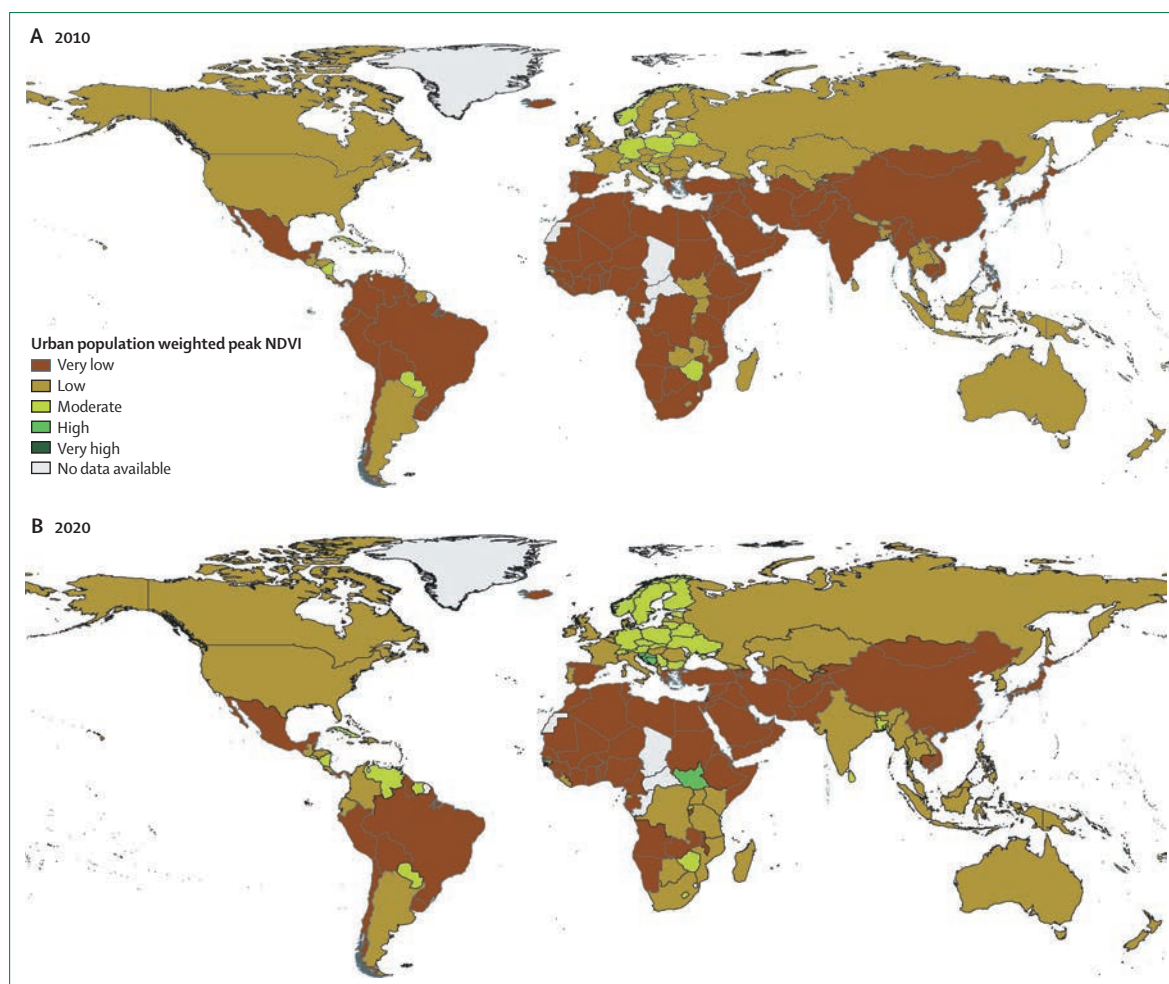 A 2010
Urban population weighted peak NDVI
Very low
Low
Moderate
High
Very high
No data available
B 2020